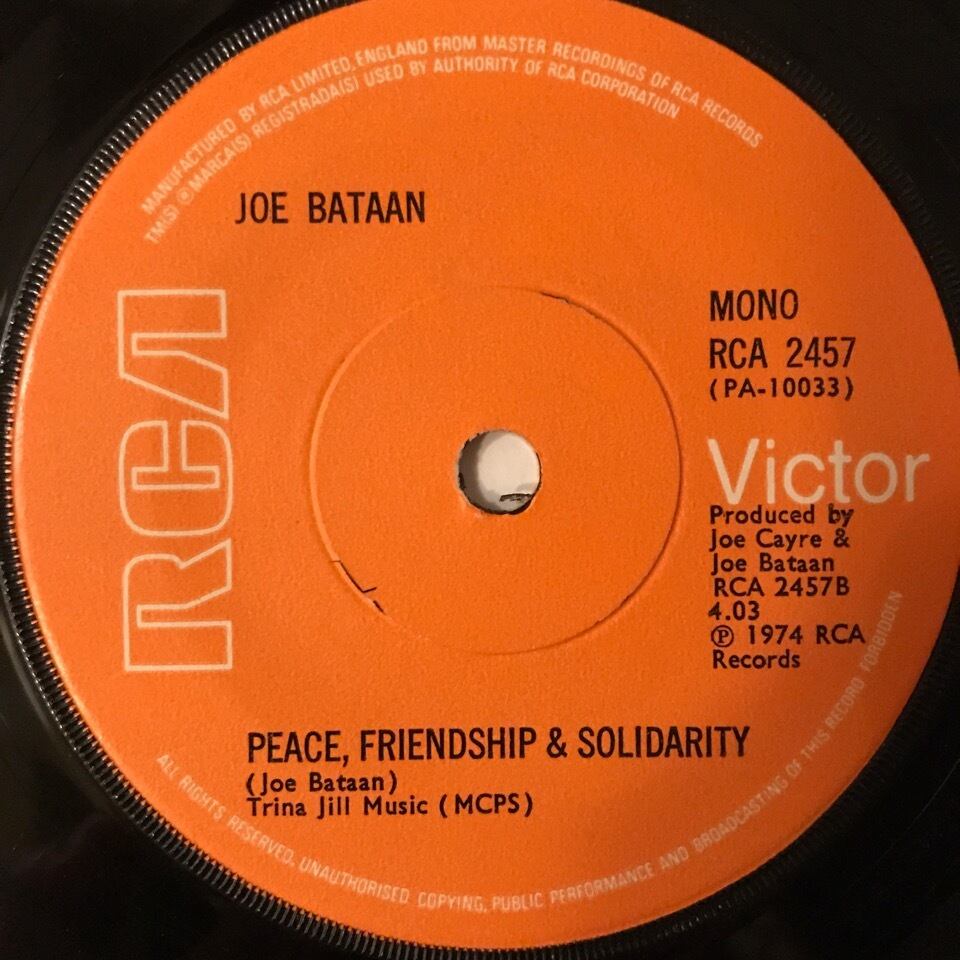 MANUFACTURED BY RCA LIMITED, ENGLAND FROM MASTER RECORDINGS OF RCA RECORDS
TM(S) ® MARCA(S) REGISTRADA(S) USED BY AUTHORITY OF RCA CORPORATION
JOE BATAAN
RCA
MONO
RCA 2457
(PA-10033)
Victor
Produced by
Joe Cayre &
Joe Bataan
RCA 2457B
4.03
℗ 1974 RCA
Records
PEACE, FRIENDSHIP & SOLIDARITY
(Joe Bataan)
Trina Jill Music (MCPS)
ALL RIGHTS RESERVED. UNAUTHORISED COPYING, PUBLIC PERFORMANCE AND BROADCASTING OF THIS RECORD FORBIDDEN